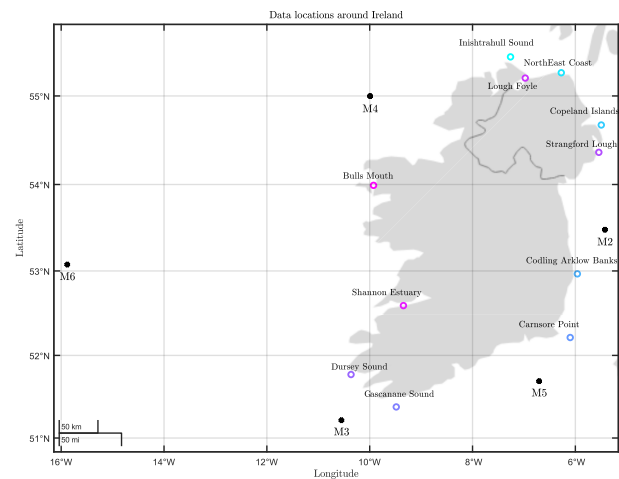 Data locations around Ireland
Inishtrahull Sound
NorthEast Coast
Lough Foyle
55°N
M4
Copeland Islands
Strangford Lough
Bulls Mouth
54°N
M2
Codling Arklow Banks
53°N
M6
Shannon Estuary
Carnsore Point
52°N
Dursey Sound
M5
Gascanane Sound
M3
50 km
50 mi
51°N
16°W 14°W 12°W 10°W 8°W 6°W
Longitude
Latitude